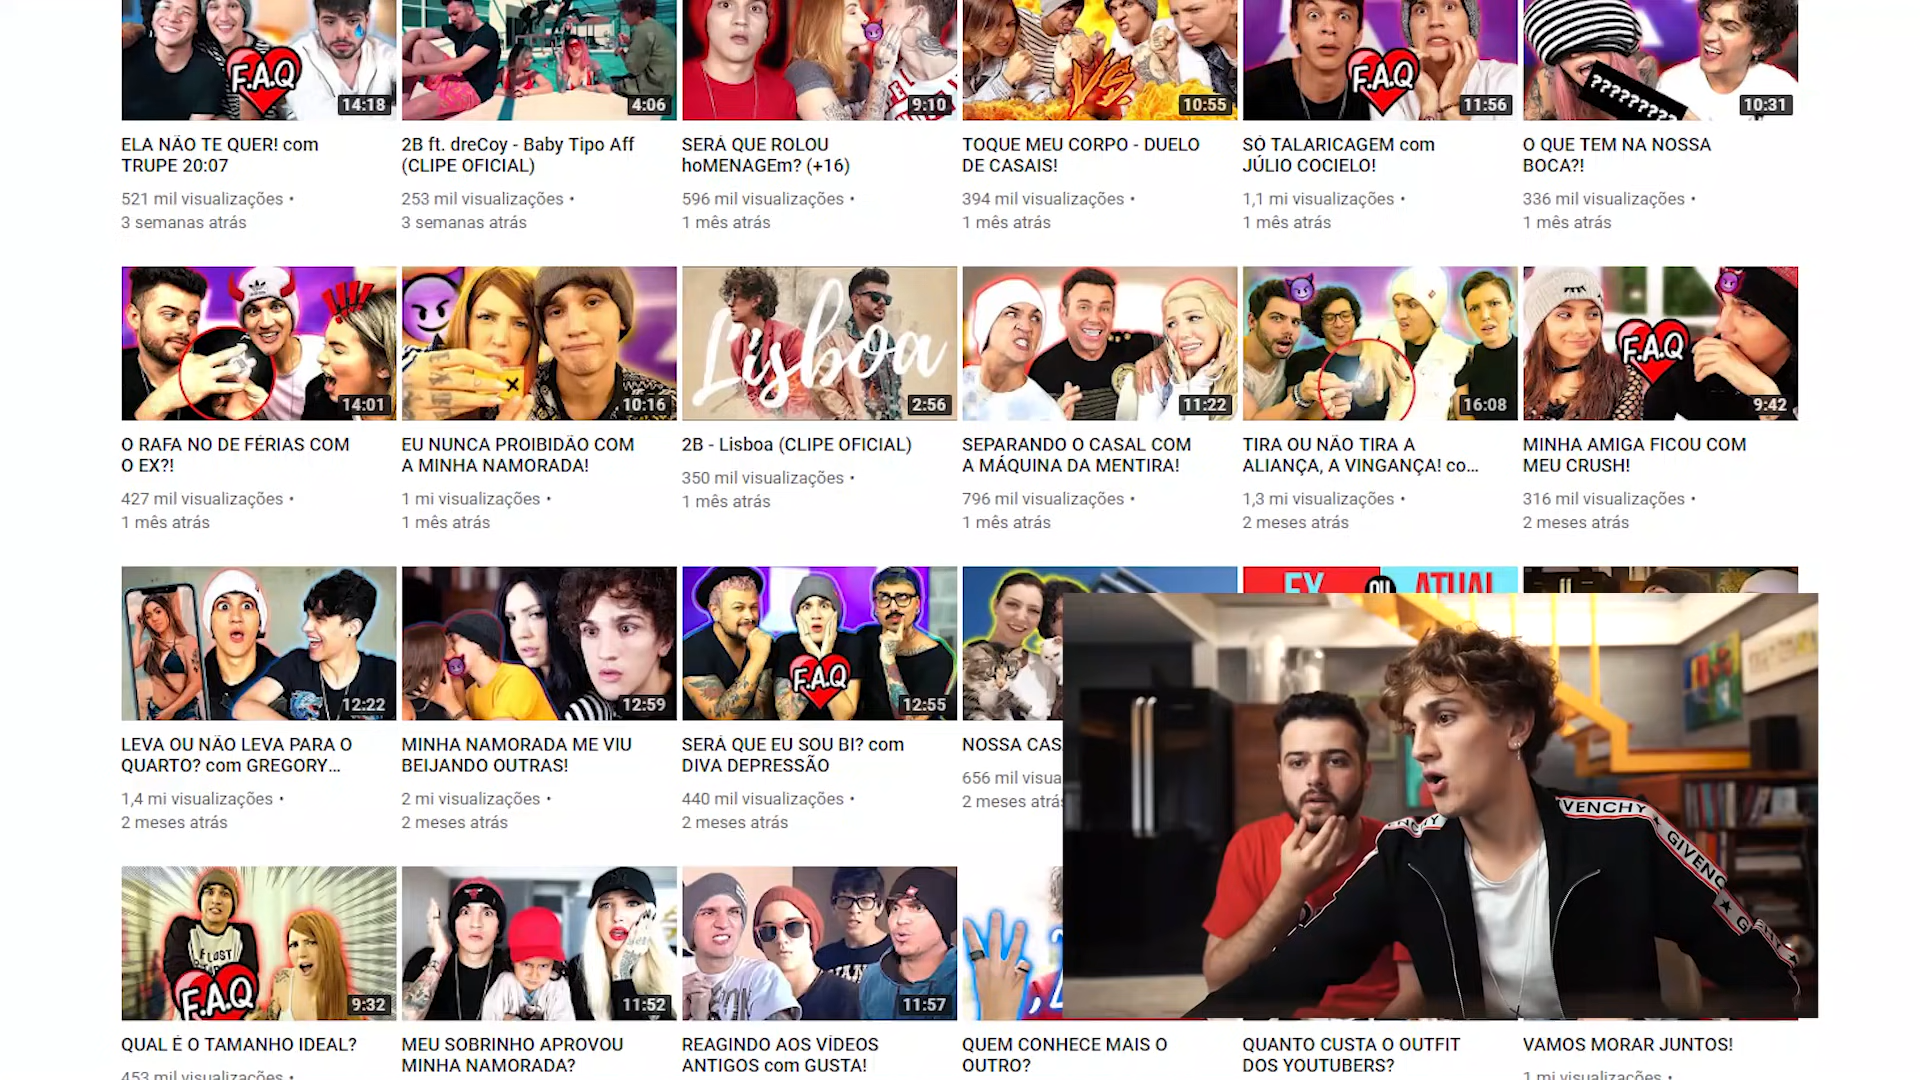 F.A.Q
14:18
4:06
9:10
VS.
10:55
F.A.Q
11:56
????????
10:31
ELA NÃO TE QUER! com
TRUPE 20:07
521 mil visualizações •
3 semanas atrás
2B ft. dreCoy - Baby Tipo Aff
(CLIPE OFICIAL)
253 mil visualizações •
3 semanas atrás
SERÁ QUE ROLOU
hoMENAGEm? (+16)
596 mil visualizações •
1 mês atrás
TOQUE MEU CORPO - DUELO
DE CASAIS!
394 mil visualizações •
1 mês atrás
SÓ TALARICAGEM com
JÚLIO COCIELO!
1,1 mi visualizações •
1 mês atrás
O QUE TEM NA NOSSA
BOCA?!
336 mil visualizações •
1 mês atrás
!!!
14:01
10:16
Lisboa
2:56
11:22
16:08
F.A.Q
9:42
O RAFA NO DE FÉRIAS COM
O EX?!
427 mil visualizações •
1 mês atrás
EU NUNCA PROIBIDÃO COM
A MINHA NAMORADA!
1 mi visualizações •
1 mês atrás
2B - Lisboa (CLIPE OFICIAL)
350 mil visualizações •
1 mês atrás
SEPARANDO O CASAL COM
A MÁQUINA DA MENTIRA!
796 mil visualizações •
1 mês atrás
TIRA OU NÃO TIRA A
ALIANÇA, A VINGANÇA! co...
1,3 mi visualizações •
2 meses atrás
MINHA AMIGA FICOU COM
MEU CRUSH!
316 mil visualizações •
2 meses atrás
12:22
12:59
F.A.Q
12:55
EX OU ATUAL
LEVA OU NÃO LEVA PARA O
QUARTO? com GREGORY...
1,4 mi visualizações •
2 meses atrás
MINHA NAMORADA ME VIU
BEIJANDO OUTRAS!
2 mi visualizações •
2 meses atrás
SERÁ QUE EU SOU BI? com
DIVA DEPRESSÃO
440 mil visualizações •
2 meses atrás
NOSSA CAS
656 mil visua
2 meses atrás
VENCHY
GIVENC
F.A.Q
9:32
11:52
11:57
QUAL É O TAMANHO IDEAL?
453 mil visualizações •
MEU SOBRINHO APROVOU
MINHA NAMORADA?
REAGINDO AOS VÍDEOS
ANTIGOS com GUSTA!
QUEM CONHECE MAIS O
OUTRO?
QUANTO CUSTA O OUTFIT
DOS YOUTUBERS?
VAMOS MORAR JUNTOS!
1 mi visualizações •